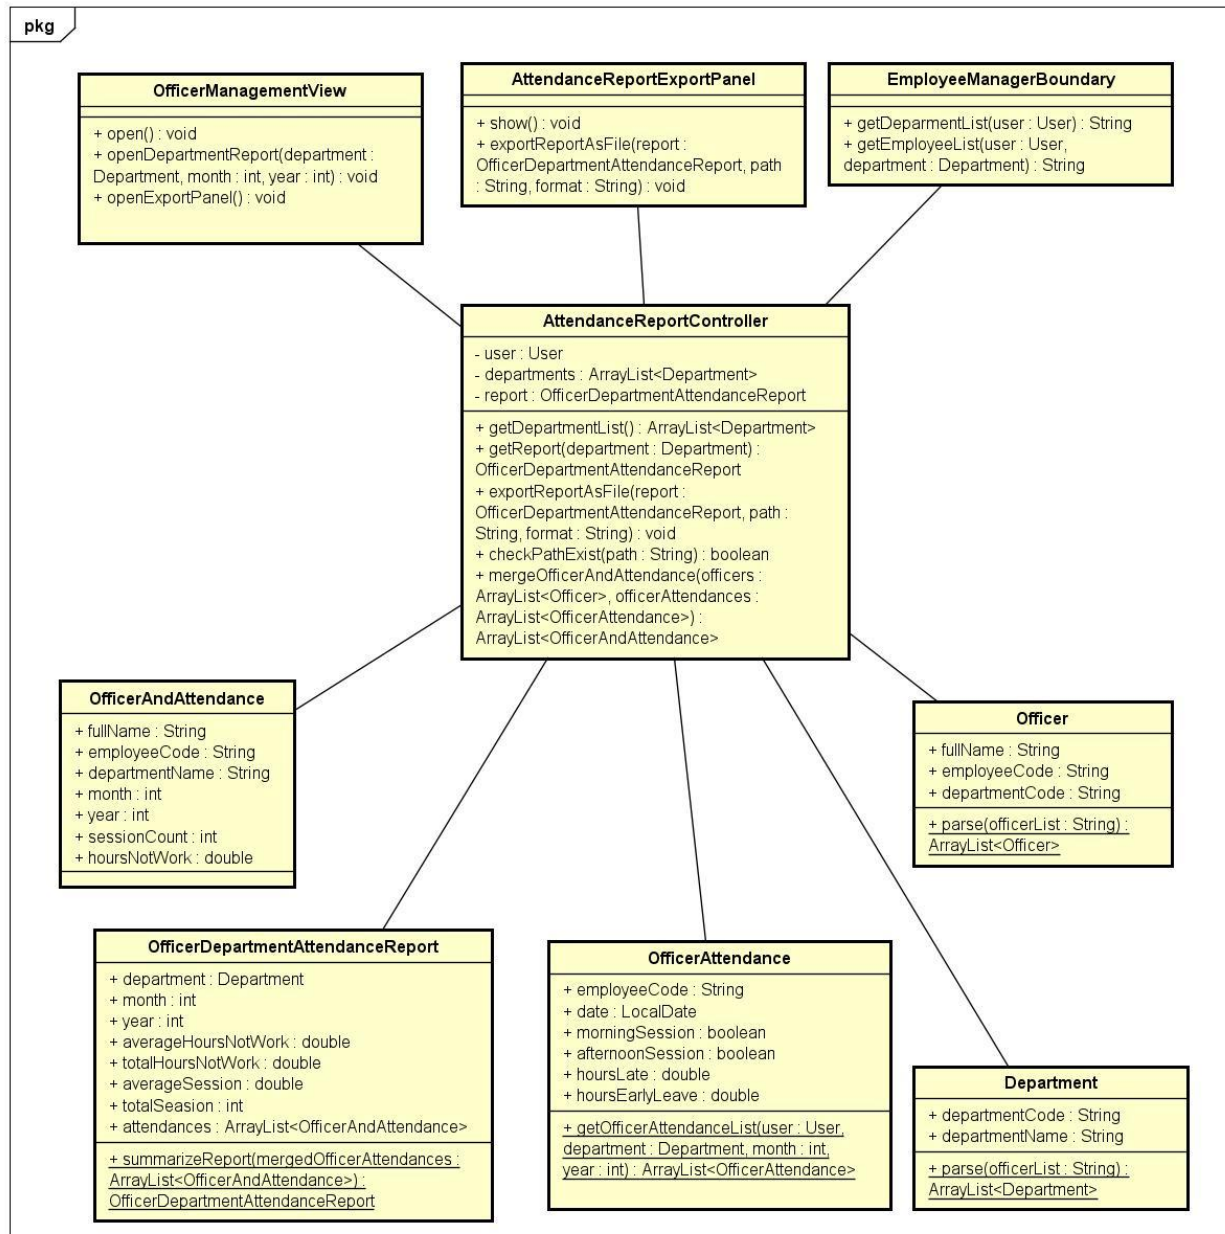 pkg
OfficerManagementView
+ open() : void
+ openDepartmentReport(department :
Department, month : int, year : int) : void
+ openExportPanel() : void
AttendanceReportExportPanel
+ show() : void
+ exportReportAsFile(report :
OfficerDepartmentAttendanceReport, path
: String, format : String) : void
EmployeeManagerBoundary
+ getDeparmentList(user : User) : String
+ getEmployeeList(user : User,
department : Department) : String
AttendanceReportController
- user : User
- departments : ArrayList<Department>
- report : OfficerDepartmentAttendanceReport
+ getDepartmentList() : ArrayList<Department>
+ getReport(department : Department) :
OfficerDepartmentAttendanceReport
+ exportReportAsFile(report :
OfficerDepartmentAttendanceReport, path :
String, format : String) : void
+ checkPathExist(path : String) : boolean
+ mergeOfficerAndAttendance(officers :
ArrayList<Officer>, officerAttendances :
ArrayList<OfficerAttendance>) :
ArrayList<OfficerAndAttendance>
OfficerAndAttendance
+ fullName : String
+ employeeCode : String
+ departmentName : String
+ month : int
+ year : int
+ sessionCount : int
+ hoursNotWork : double
Officer
+ fullName : String
+ employeeCode : String
+ departmentCode : String
+ parse(officerList : String) :
ArrayList<Officer>
OfficerDepartmentAttendanceReport
+ department : Department
+ month : int
+ year : int
+ averageHoursNotWork : double
+ totalHoursNotWork : double
+ averageSession : double
+ totalSeasion : int
+ attendances : ArrayList<OfficerAndAttendance>
+ summarizeReport(mergedOfficerAttendances :
ArrayList<OfficerAndAttendance>) :
OfficerDepartmentAttendanceReport
OfficerAttendance
+ employeeCode : String
+ date : LocalDate
+ morningSession : boolean
+ afternoonSession : boolean
+ hoursLate : double
+ hoursEarlyLeave : double
+ getOfficerAttendanceList(user : User,
department : Department, month : int,
year : int) : ArrayList<OfficerAttendance>
Department
+ departmentCode : String
+ departmentName : String
+ parse(officerList : String) :
ArrayList<Department>